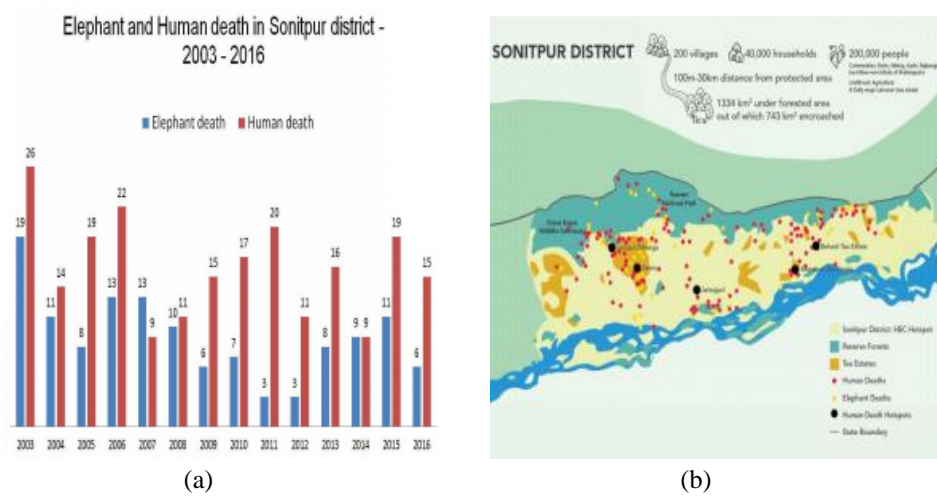 Elephant and Human death in Sonitpur district -
2003 - 2016
Elephant death
Human death
26
19
14
11
19
8
22
13
13
9
10
11
15
6
17
7
20
3
11
3
16
8
9
9
19
11
15
6
2003 2004 2005 2006 2007 2008 2009 2010 2011 2012 2013 2014 2015 2016
(a)
SONITPUR DISTRICT
200 villages
40,000 households
200,000 people
100m-30km distance from protected area
1334 km² under forested area
out of which 743 km² encroached
National Park
Tea Estate
Sonitpur District: HEC Hotspot
Reserve Forests
Tea Estates
Human Deaths
Elephant Deaths
Human Death Hotspots
State Boundary
(b)